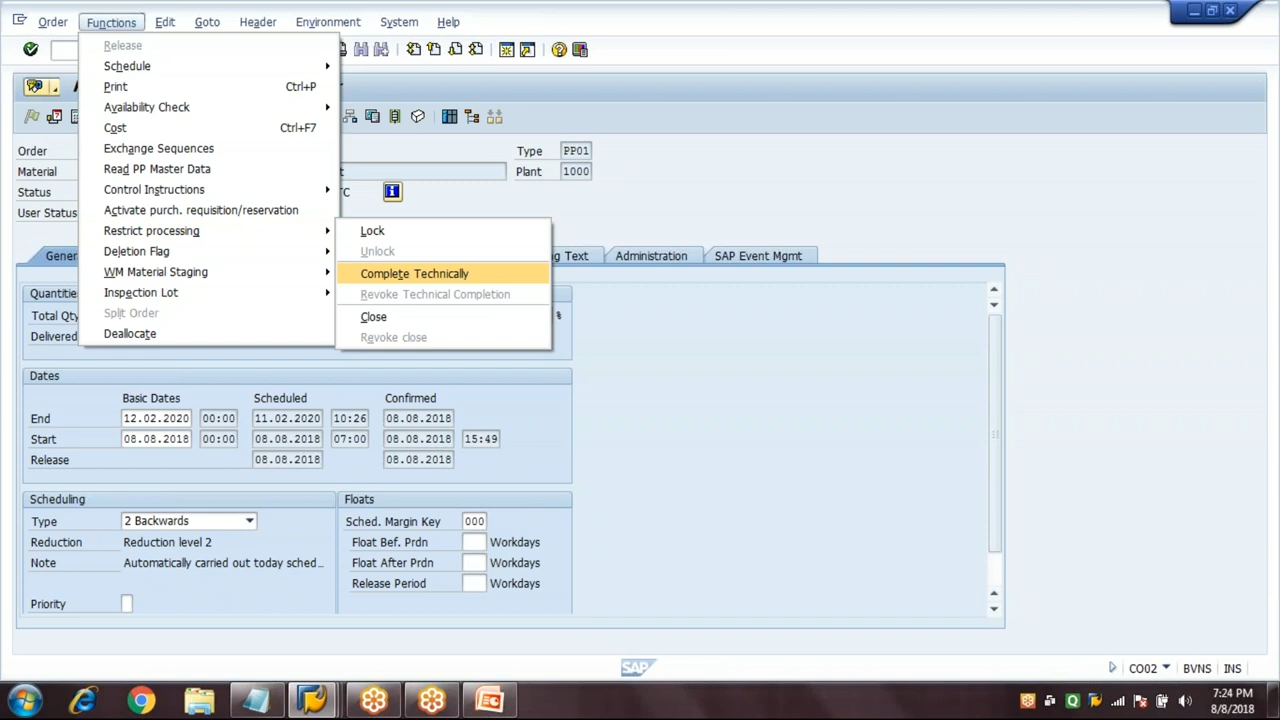 Order Functions Edit Goto Header Environment System Help
Release
Schedule
Print Ctrl+P
Availability Check
Cost Ctrl+F7
Exchange Sequences
Read PP Master Data
Control Instructions
Activate purch. requisition/reservation
Restrict processing
Deletion Flag
WM Material Staging
Inspection Lot
Split Order
Deallocate
Lock
Unlock
Complete Technically
Revoke Technical Completion
Close
Revoke close
Order Type PP01
Material t Plant 1000
Status TC
User Status
Gener g Text Administration SAP Event Mgmt
Quantities
Total Qty %
Delivered
Dates
Basic Dates Scheduled Confirmed
End 12.02.2020 00:00 11.02.2020 10:26 08.08.2018
Start 08.08.2018 00:00 08.08.2018 07:00 08.08.2018 15:49
Release 08.08.2018 08.08.2018
Scheduling
Type 2 Backwards
Reduction Reduction level 2
Note Automatically carried out today sched...
Priority
Floats
Sched. Margin Key 000
Float Bef. Prdn Workdays
Float After Prdn Workdays
Release Period Workdays
SAP
CO02 BVNS INS
7:24 PM
8/8/2018